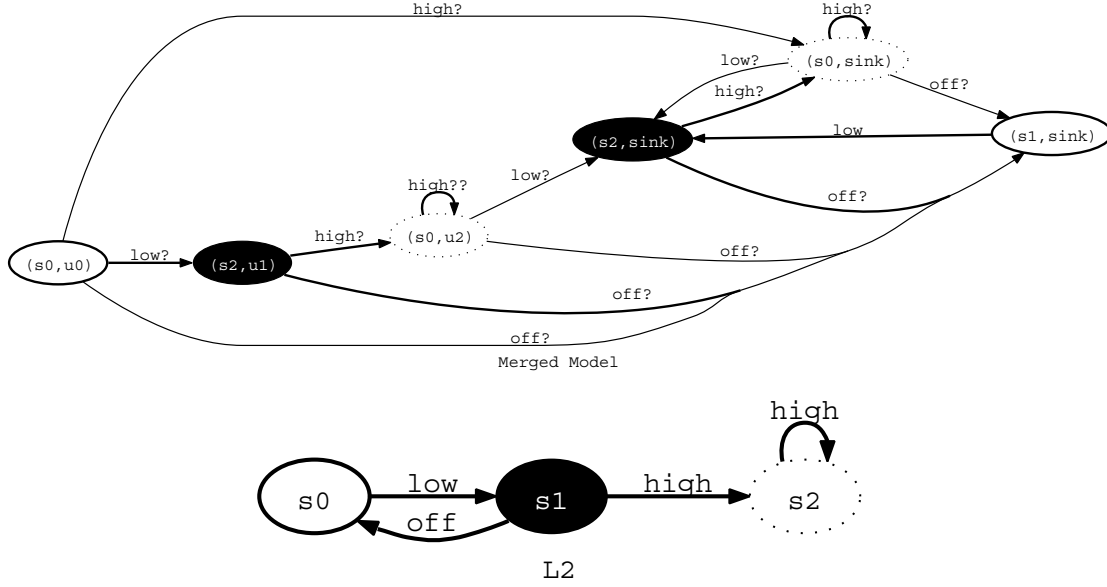 high?
high?
(s0,sink)
low?
high?
off?
(s2,sink)
low
(s1,sink)
high??
low?
off?
(s0,u2)
high?
off?
(s0,u0)
low?
(s2,u1)
off?
off?
Merged Model
high
s0
low
s1
high
s2
off
L2